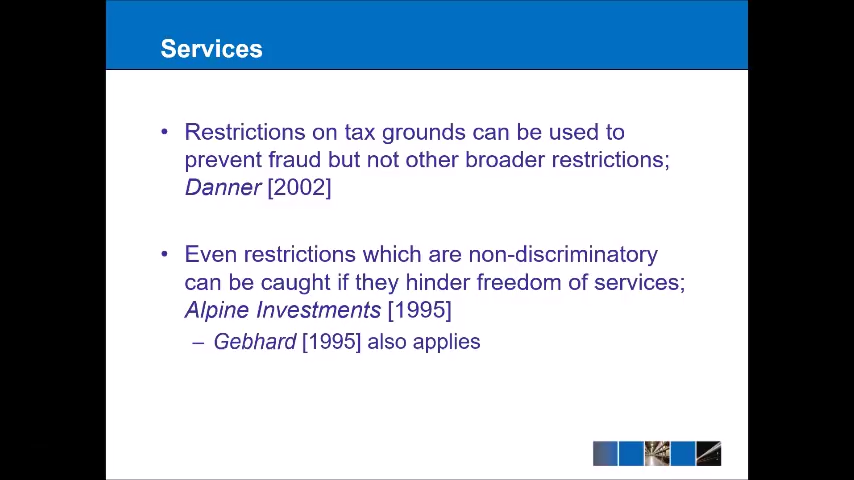 Services
• Restrictions on tax grounds can be used to
prevent fraud but not other broader restrictions;
Danner [2002]
• Even restrictions which are non-discriminatory
can be caught if they hinder freedom of services;
Alpine Investments [1995]
– Gebhard [1995] also applies